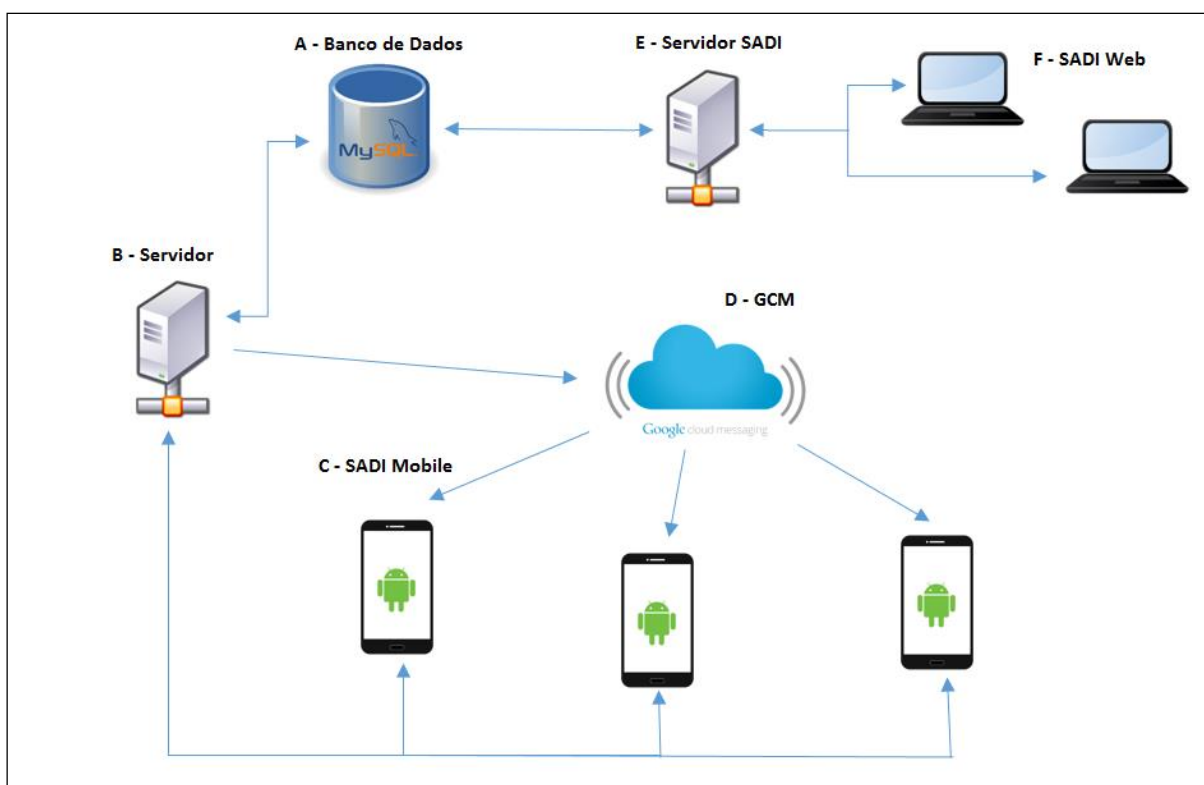 A - Banco de Dados
E - Servidor SADI
F - SADI Web
MySQL
B - Servidor
D - GCM
Google cloud messaging
C - SADI Mobile